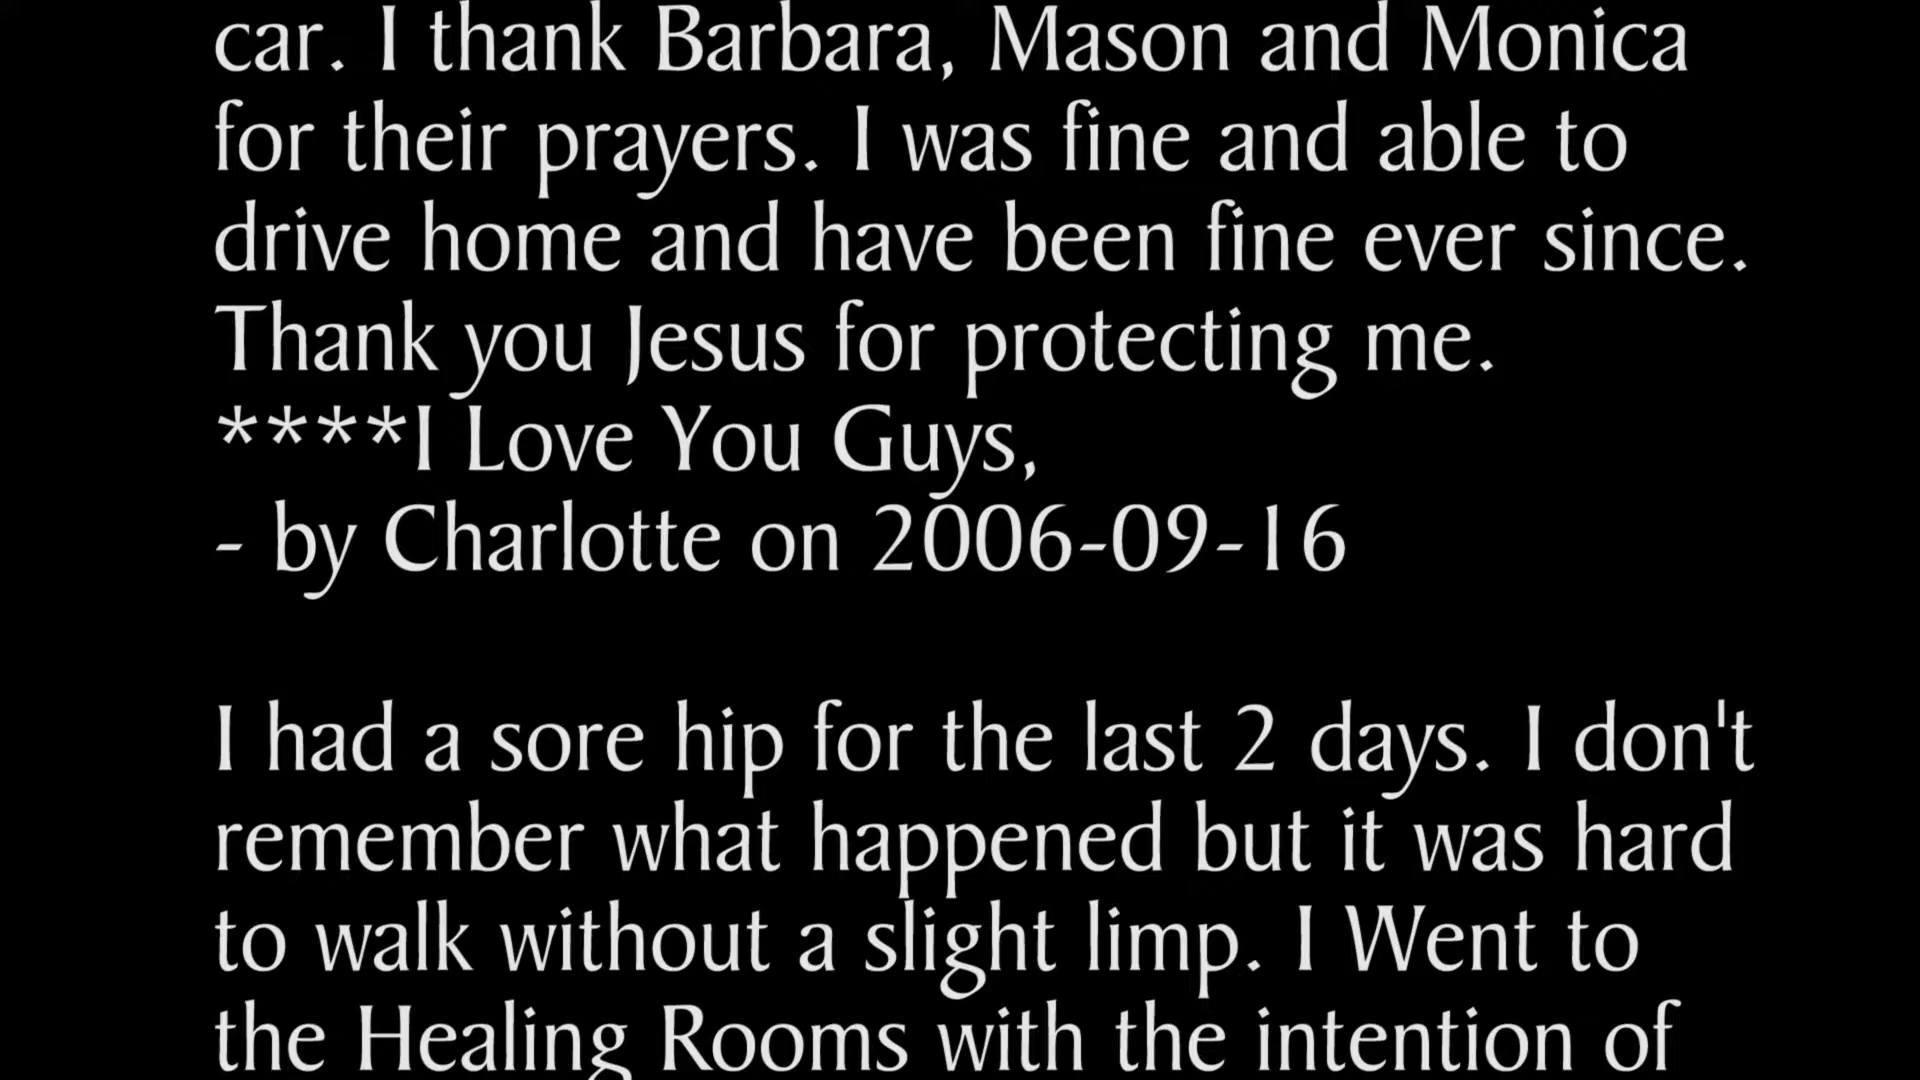 car. I thank Barbara, Mason and Monica
for their prayers. I was fine and able to
drive home and have been fine ever since.
Thank you Jesus for protecting me.
****I Love You Guys,
- by Charlotte on 2006-09-16
I had a sore hip for the last 2 days. I don't
remember what happened but it was hard
to walk without a slight limp. I Went to
the Healing Rooms with the intention of